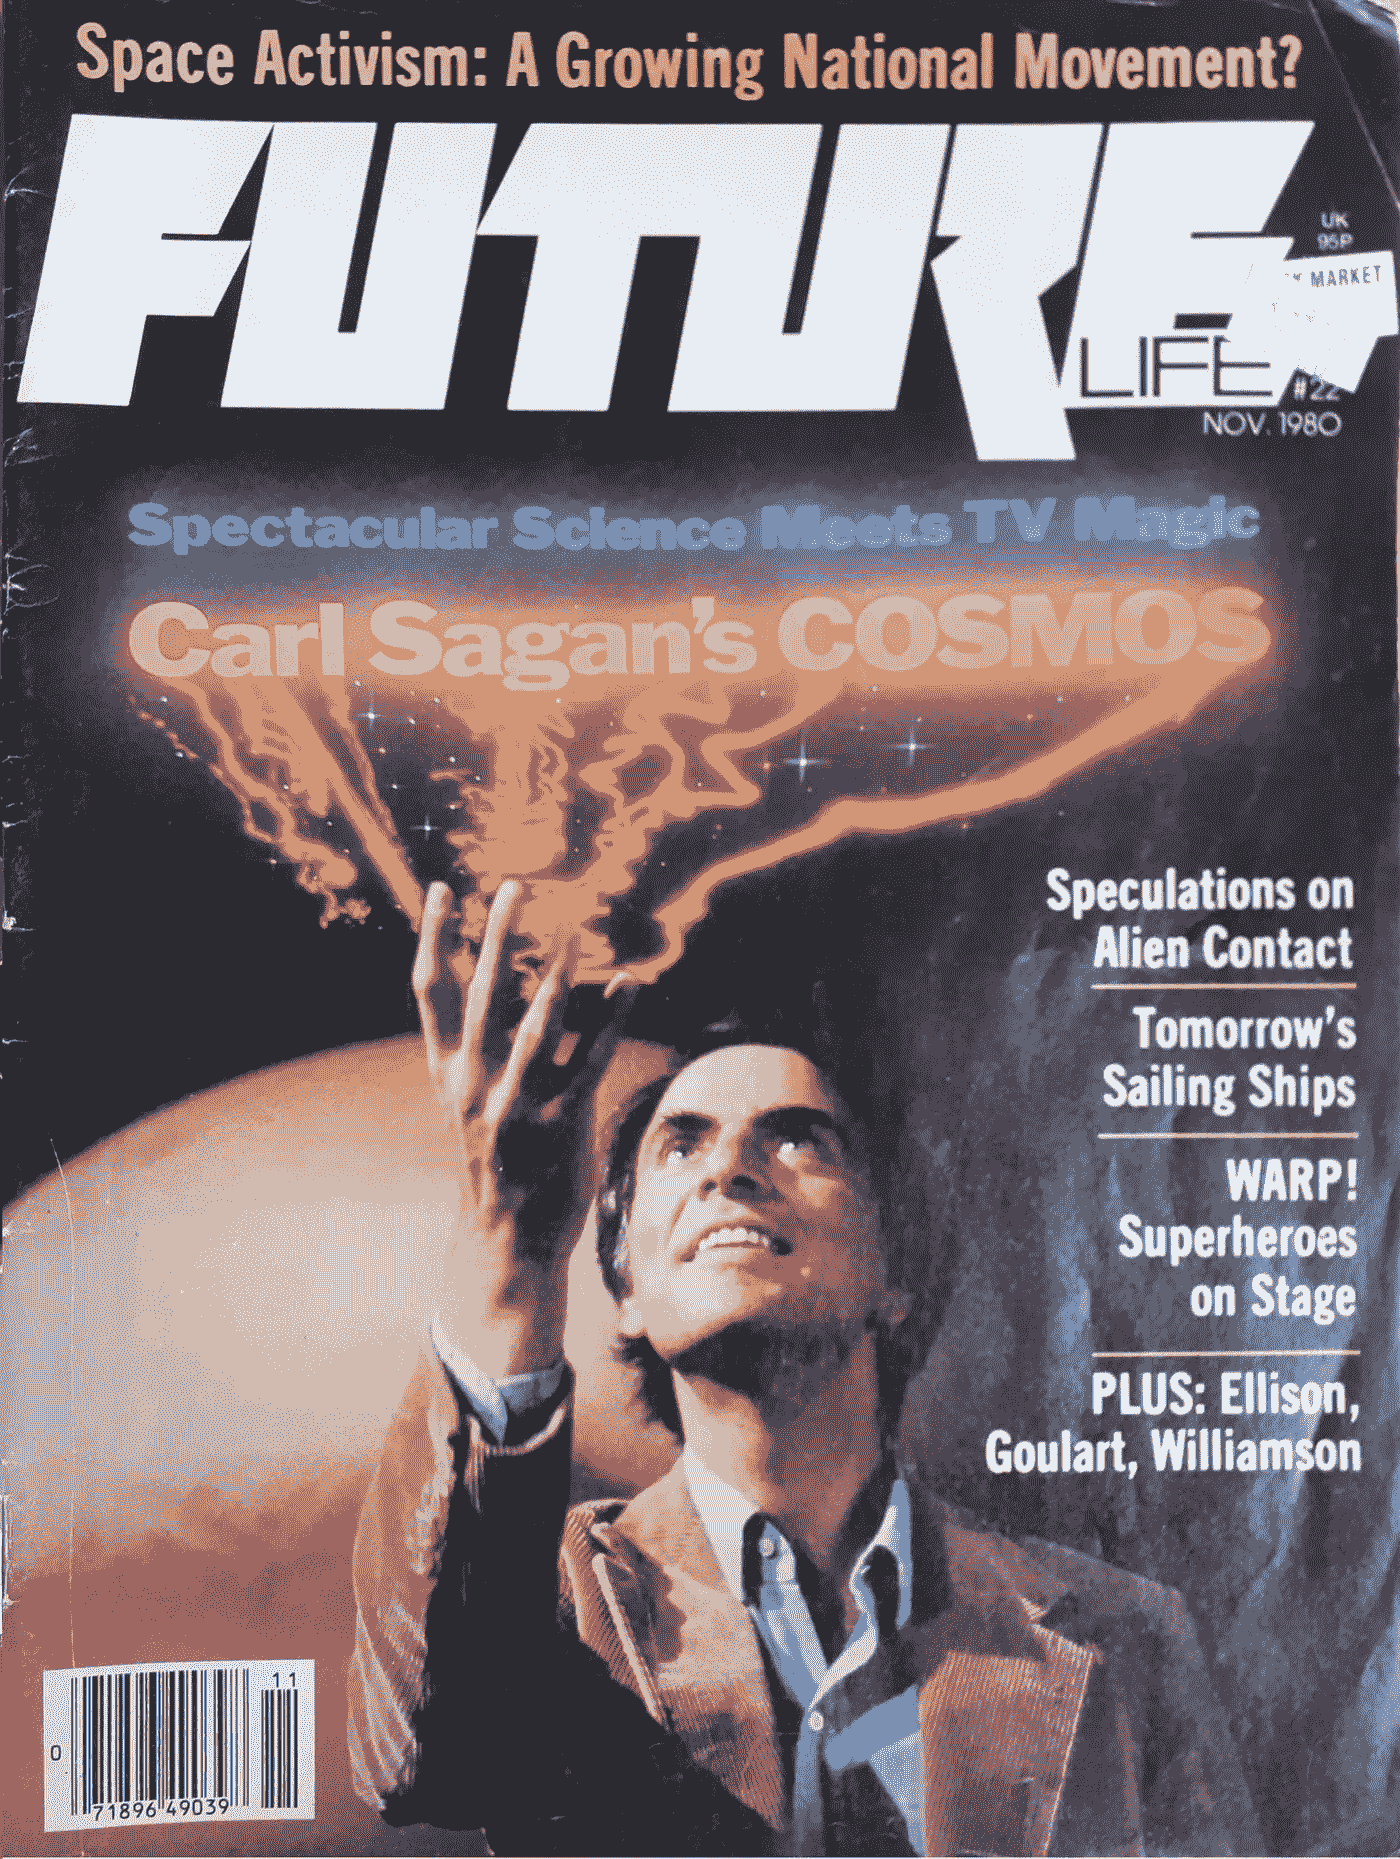 Space Activism: A Growing National Movement?
FUTURE
LIFE
UK
95P
MARKET
#22
NOV. 1980
Spectacular Science Meets TV Magic
Carl Sagan's COSMOS
Speculations on
Alien Contact
Tomorrow's
Sailing Ships
WARP!
Superheroes
on Stage
PLUS: Ellison,
Goulart, Williamson
11
0
71896 49039